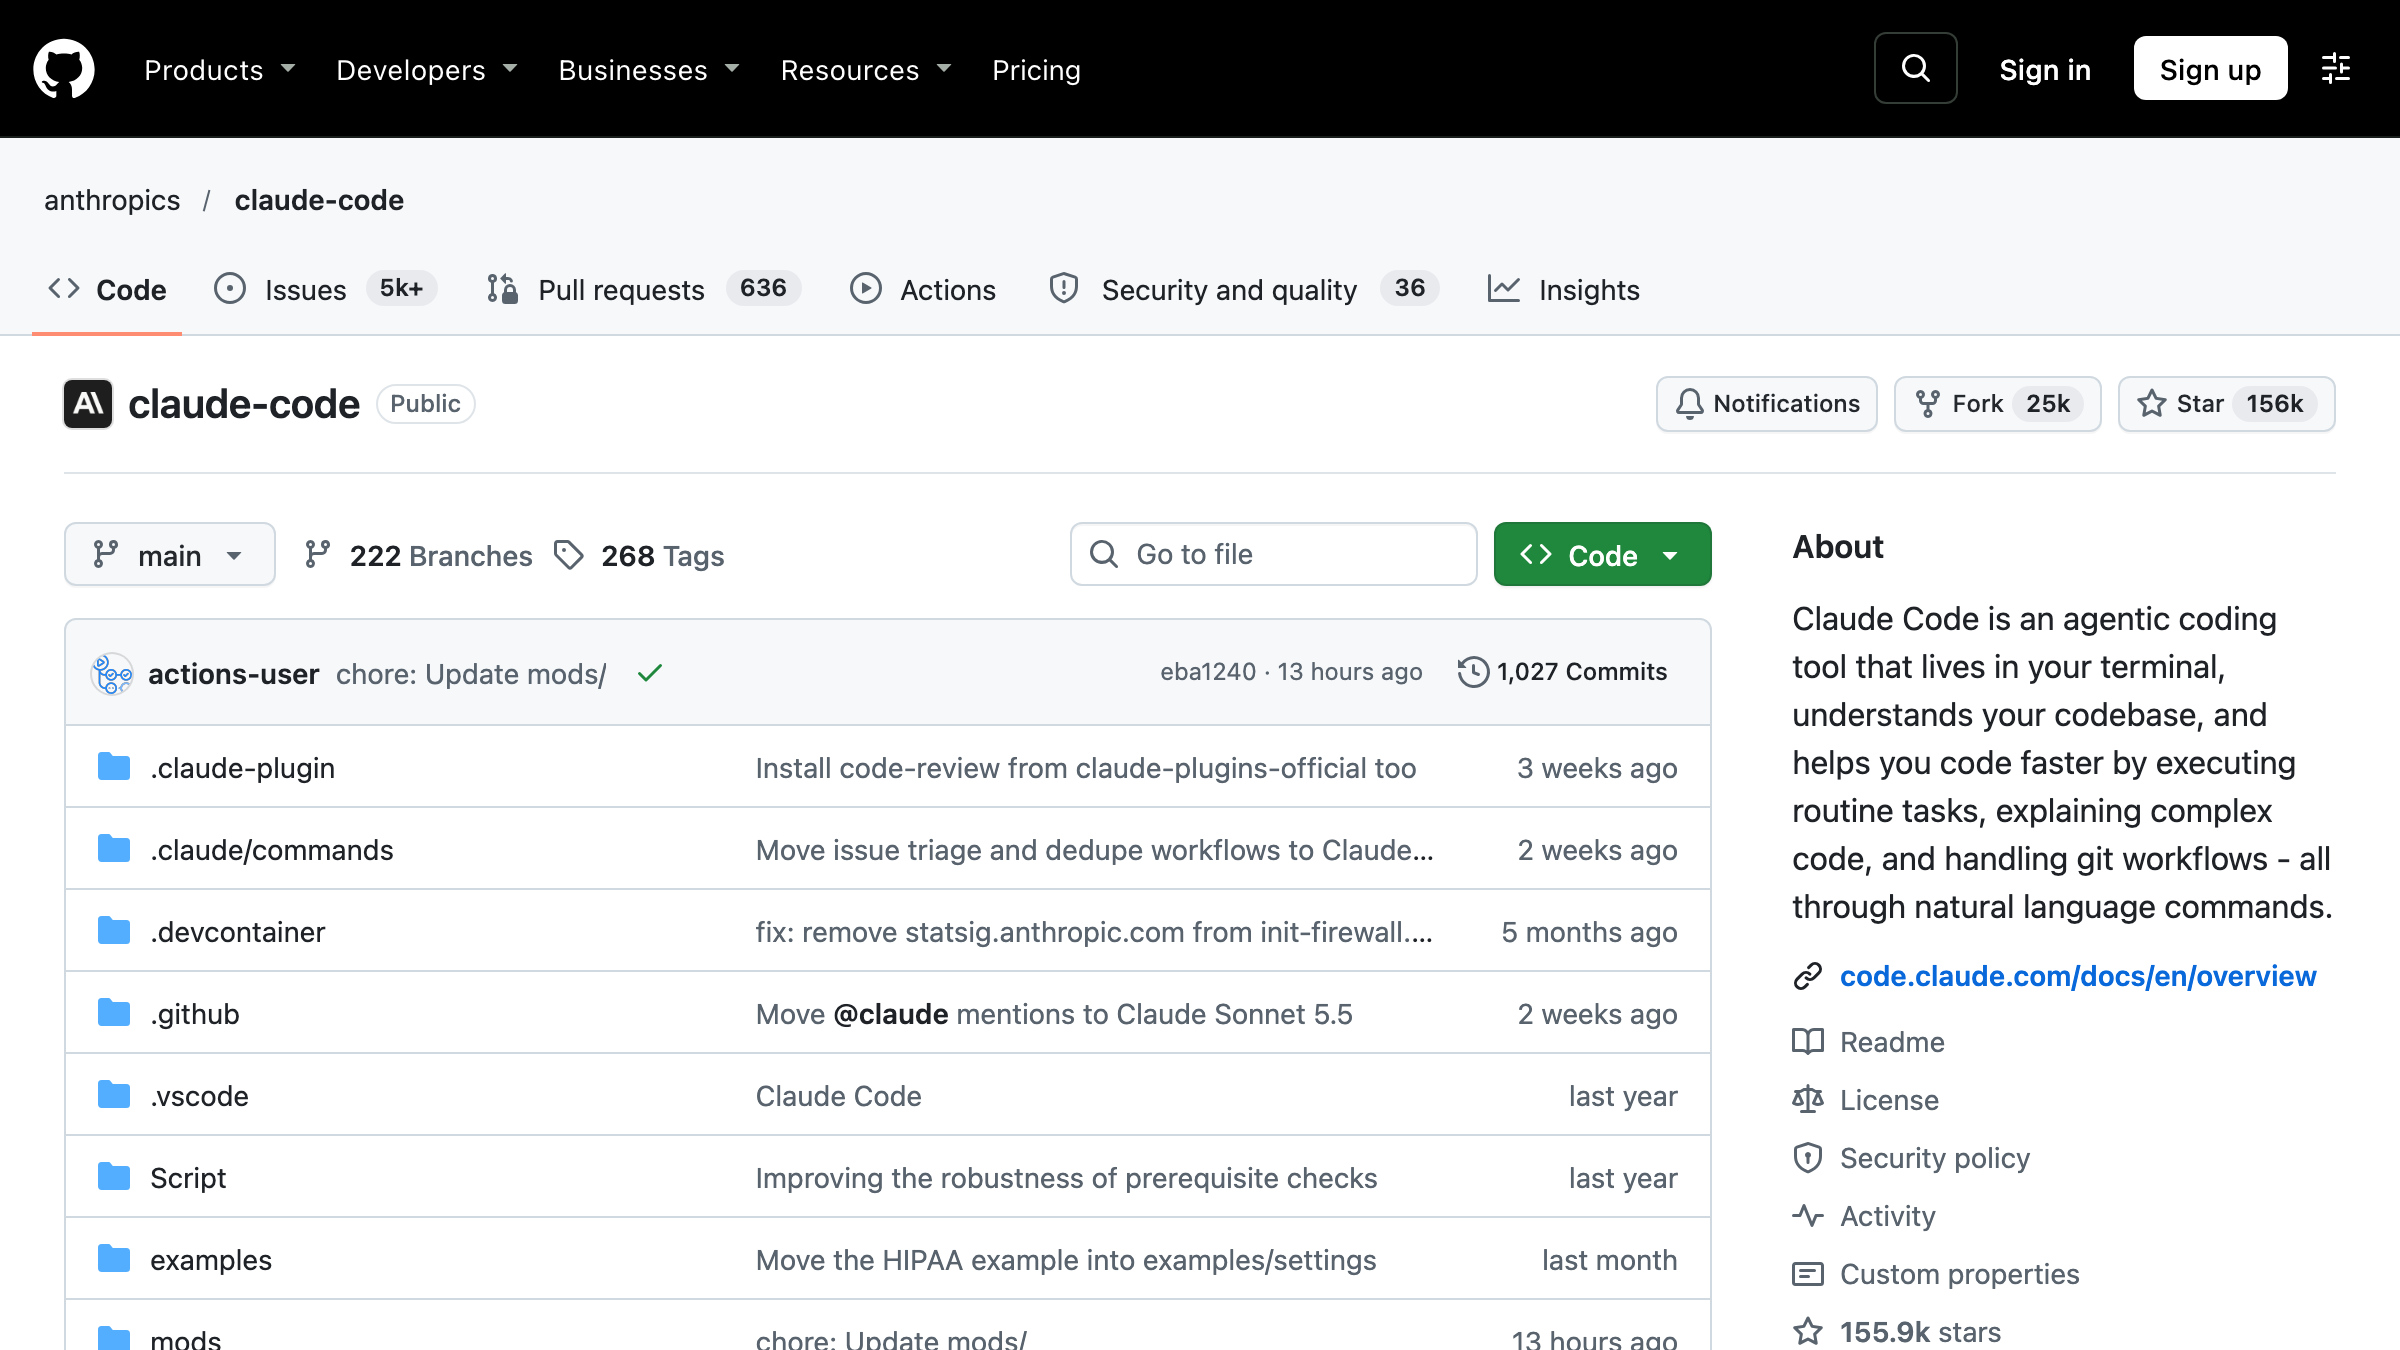 Products Developers Businesses Resources Pricing Sign in Sign up
anthropics / claude-code
Code Issues 5k+ Pull requests 636 Actions Security and quality 36 Insights
claude-code Public Notifications Fork 25k Star 156k
main 222 Branches 268 Tags Go to file Code
actions-user chore: Update mods/ eba1240 · 13 hours ago 1,027 Commits
.claude-plugin Install code-review from claude-plugins-official too 3 weeks ago
.claude/commands Move issue triage and dedupe workflows to Claude... 2 weeks ago
.devcontainer fix: remove statsig.anthropic.com from init-firewall.... 5 months ago
.github Move @claude mentions to Claude Sonnet 5.5 2 weeks ago
.vscode Claude Code last year
Script Improving the robustness of prerequisite checks last year
examples Move the HIPAA example into examples/settings last month
mods chore: Update mods/ 13 hours ago
About
Claude Code is an agentic coding
tool that lives in your terminal,
understands your codebase, and
helps you code faster by executing
routine tasks, explaining complex
code, and handling git workflows - all
through natural language commands.
code.claude.com/docs/en/overview
Readme
License
Security policy
Activity
Custom properties
155.9k stars